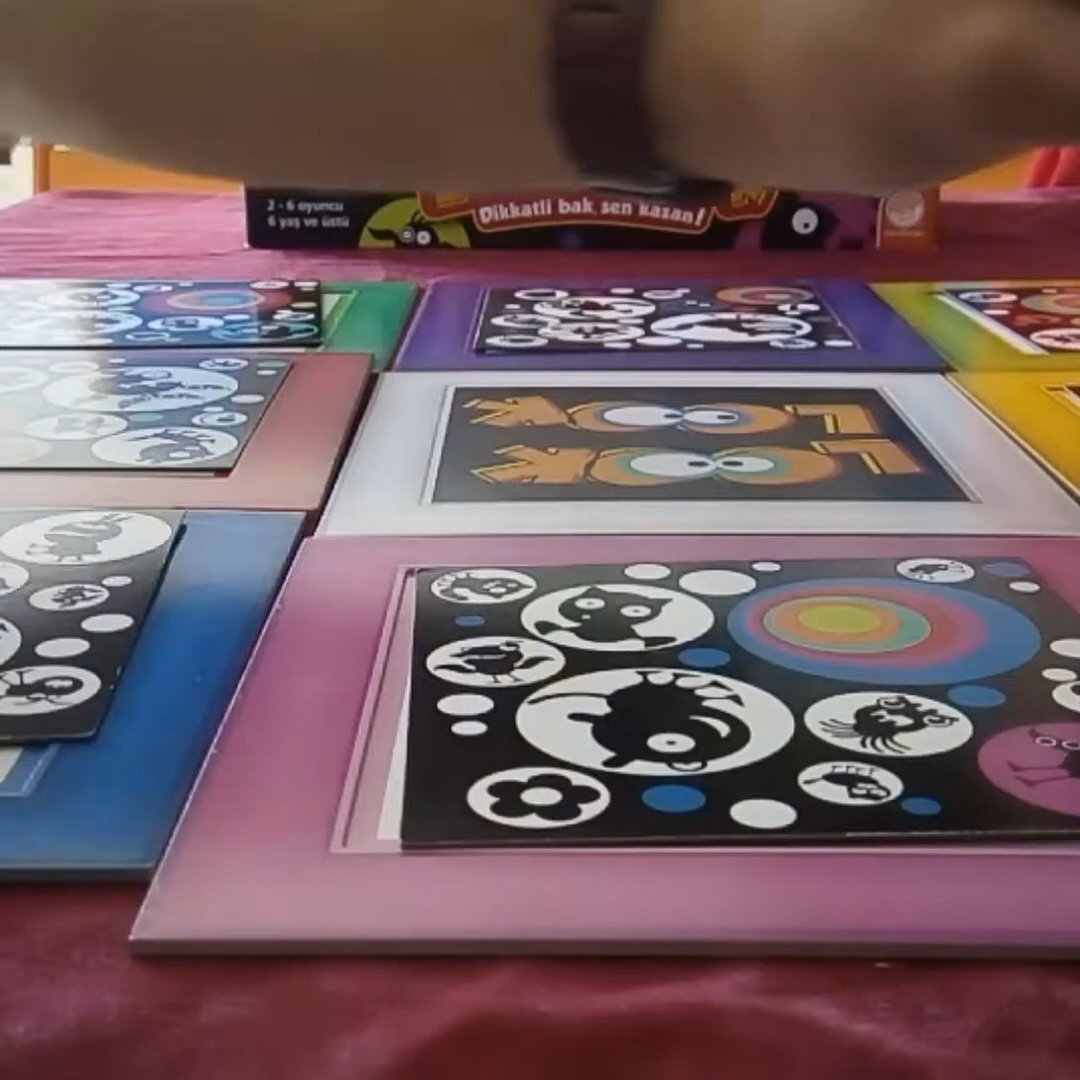 2 - 6 oyuncu
6 yaş ve üstü
Dikkatli bak, sen kazan!
LOOK
LOOK